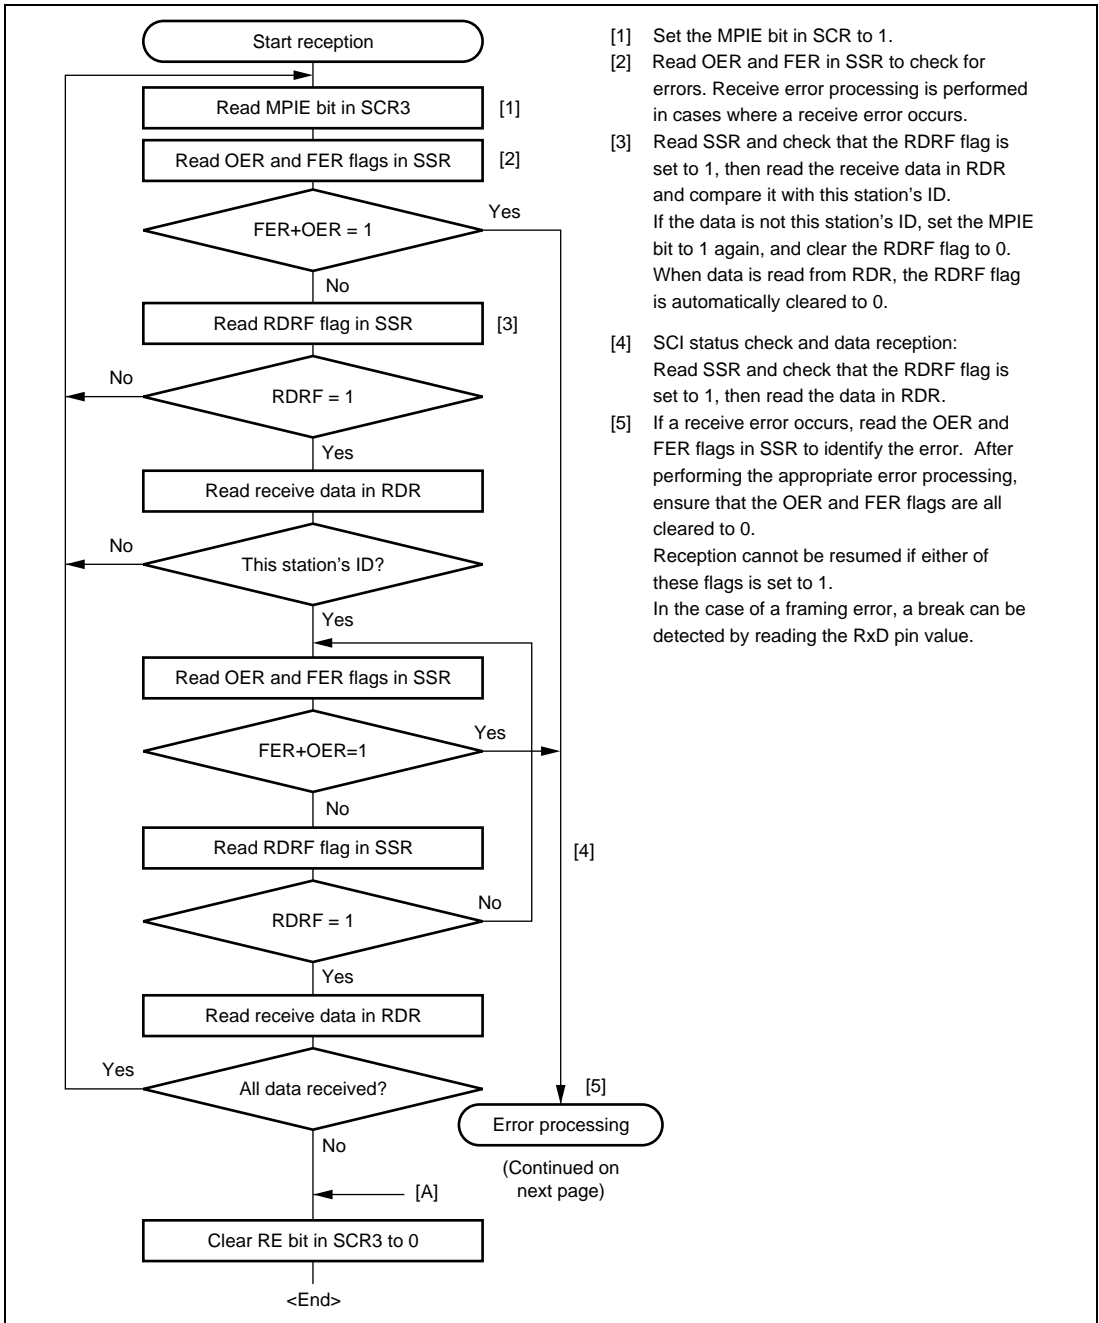 Start reception
Read MPIE bit in SCR3
[1]
Read OER and FER flags in SSR
[2]
FER+OER = 1
Yes
No
Read RDRF flag in SSR
[3]
No
RDRF = 1
Yes
Read receive data in RDR
No
This station's ID?
Yes
Read OER and FER flags in SSR
FER+OER=1
Yes
No
Read RDRF flag in SSR
[4]
RDRF = 1
No
Yes
Read receive data in RDR
Yes
All data received?
[5]
Error processing
(Continued on
next page)
No
[A]
Clear RE bit in SCR3 to 0
<End>
[1] Set the MPIE bit in SCR to 1.
[2] Read OER and FER in SSR to check for
errors. Receive error processing is performed
in cases where a receive error occurs.
[3] Read SSR and check that the RDRF flag is
set to 1, then read the receive data in RDR
and compare it with this station's ID.
If the data is not this station's ID, set the MPIE
bit to 1 again, and clear the RDRF flag to 0.
When data is read from RDR, the RDRF flag
is automatically cleared to 0.
[4] SCI status check and data reception:
Read SSR and check that the RDRF flag is
set to 1, then read the data in RDR.
[5] If a receive error occurs, read the OER and
FER flags in SSR to identify the error. After
performing the appropriate error processing,
ensure that the OER and FER flags are all
cleared to 0.
Reception cannot be resumed if either of
these flags is set to 1.
In the case of a framing error, a break can be
detected by reading the RxD pin value.